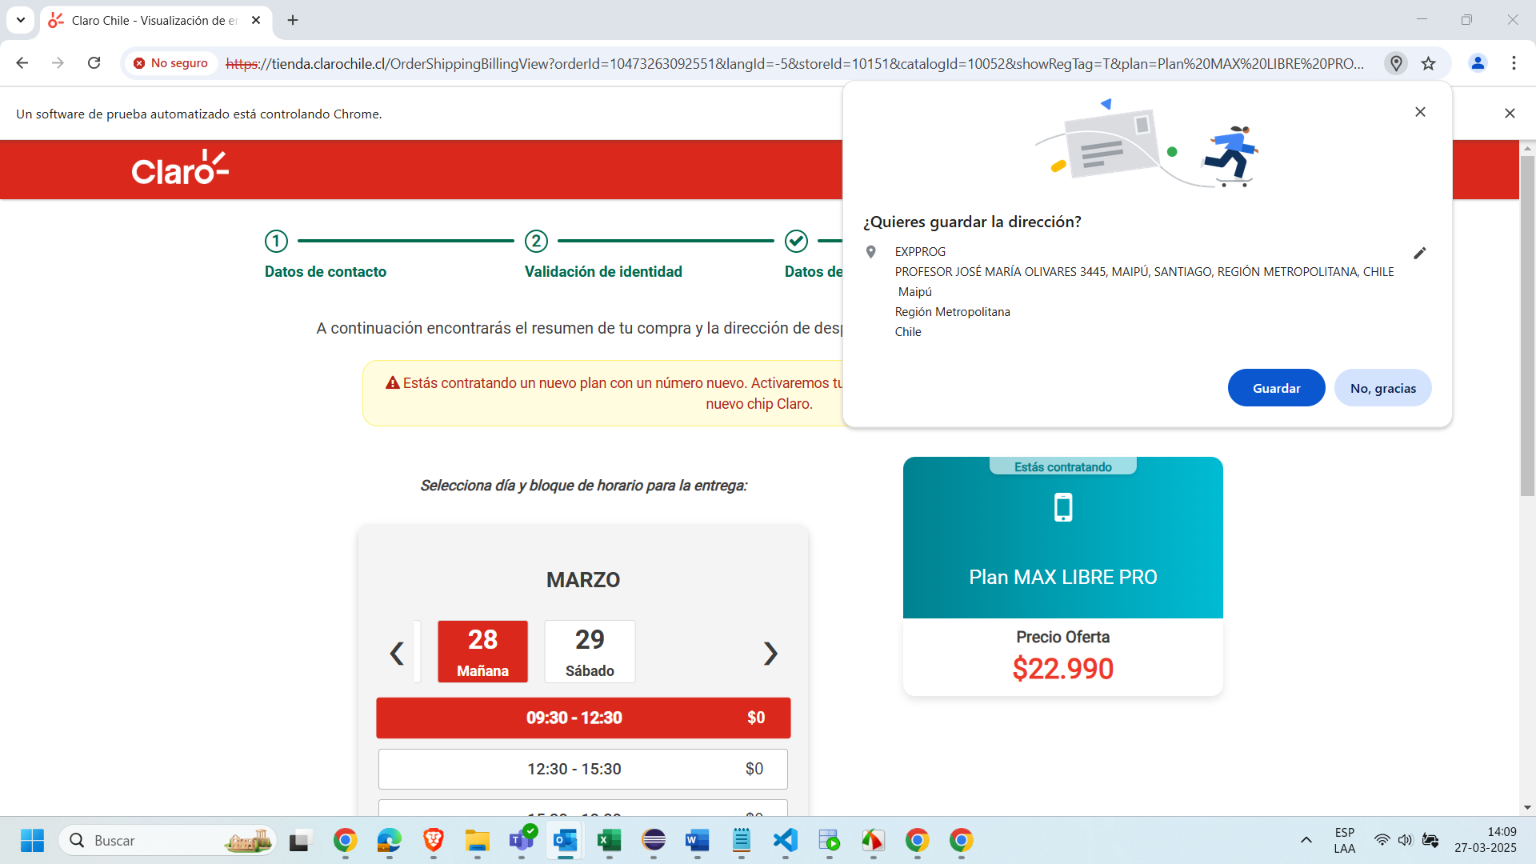 Claro Chile - Visualización de e
No seguro
https://tienda.clarochile.cl/OrderShippingBillingView?orderId=10473263092551&langId=-5&storeId=10151&catalogId=10052&showRegTag=T&plan=Plan%20MAX%20LIBRE%20PRO...
Un software de prueba automatizado está controlando Chrome.
Claro
1
2
Datos de contacto
Validación de identidad
Datos de
A continuación encontrarás el resumen de tu compra y la dirección de desp
Estás contratando un nuevo plan con un número nuevo. Activaremos tu
nuevo chip Claro.
¿Quieres guardar la dirección?
EXPPROG
PROFESOR JOSÉ MARÍA OLIVARES 3445, MAIPÚ, SANTIAGO, REGIÓN METROPOLITANA, CHILE
Maipú
Región Metropolitana
Chile
Guardar
No, gracias
Selecciona día y bloque de horario para la entrega:
MARZO
28
Mañana
29
Sábado
09:30 - 12:30 $0
12:30 - 15:30 $0
Estás contratando
Plan MAX LIBRE PRO
Precio Oferta
$22.990
Buscar
ESP
LAA
14:09
27-03-2025